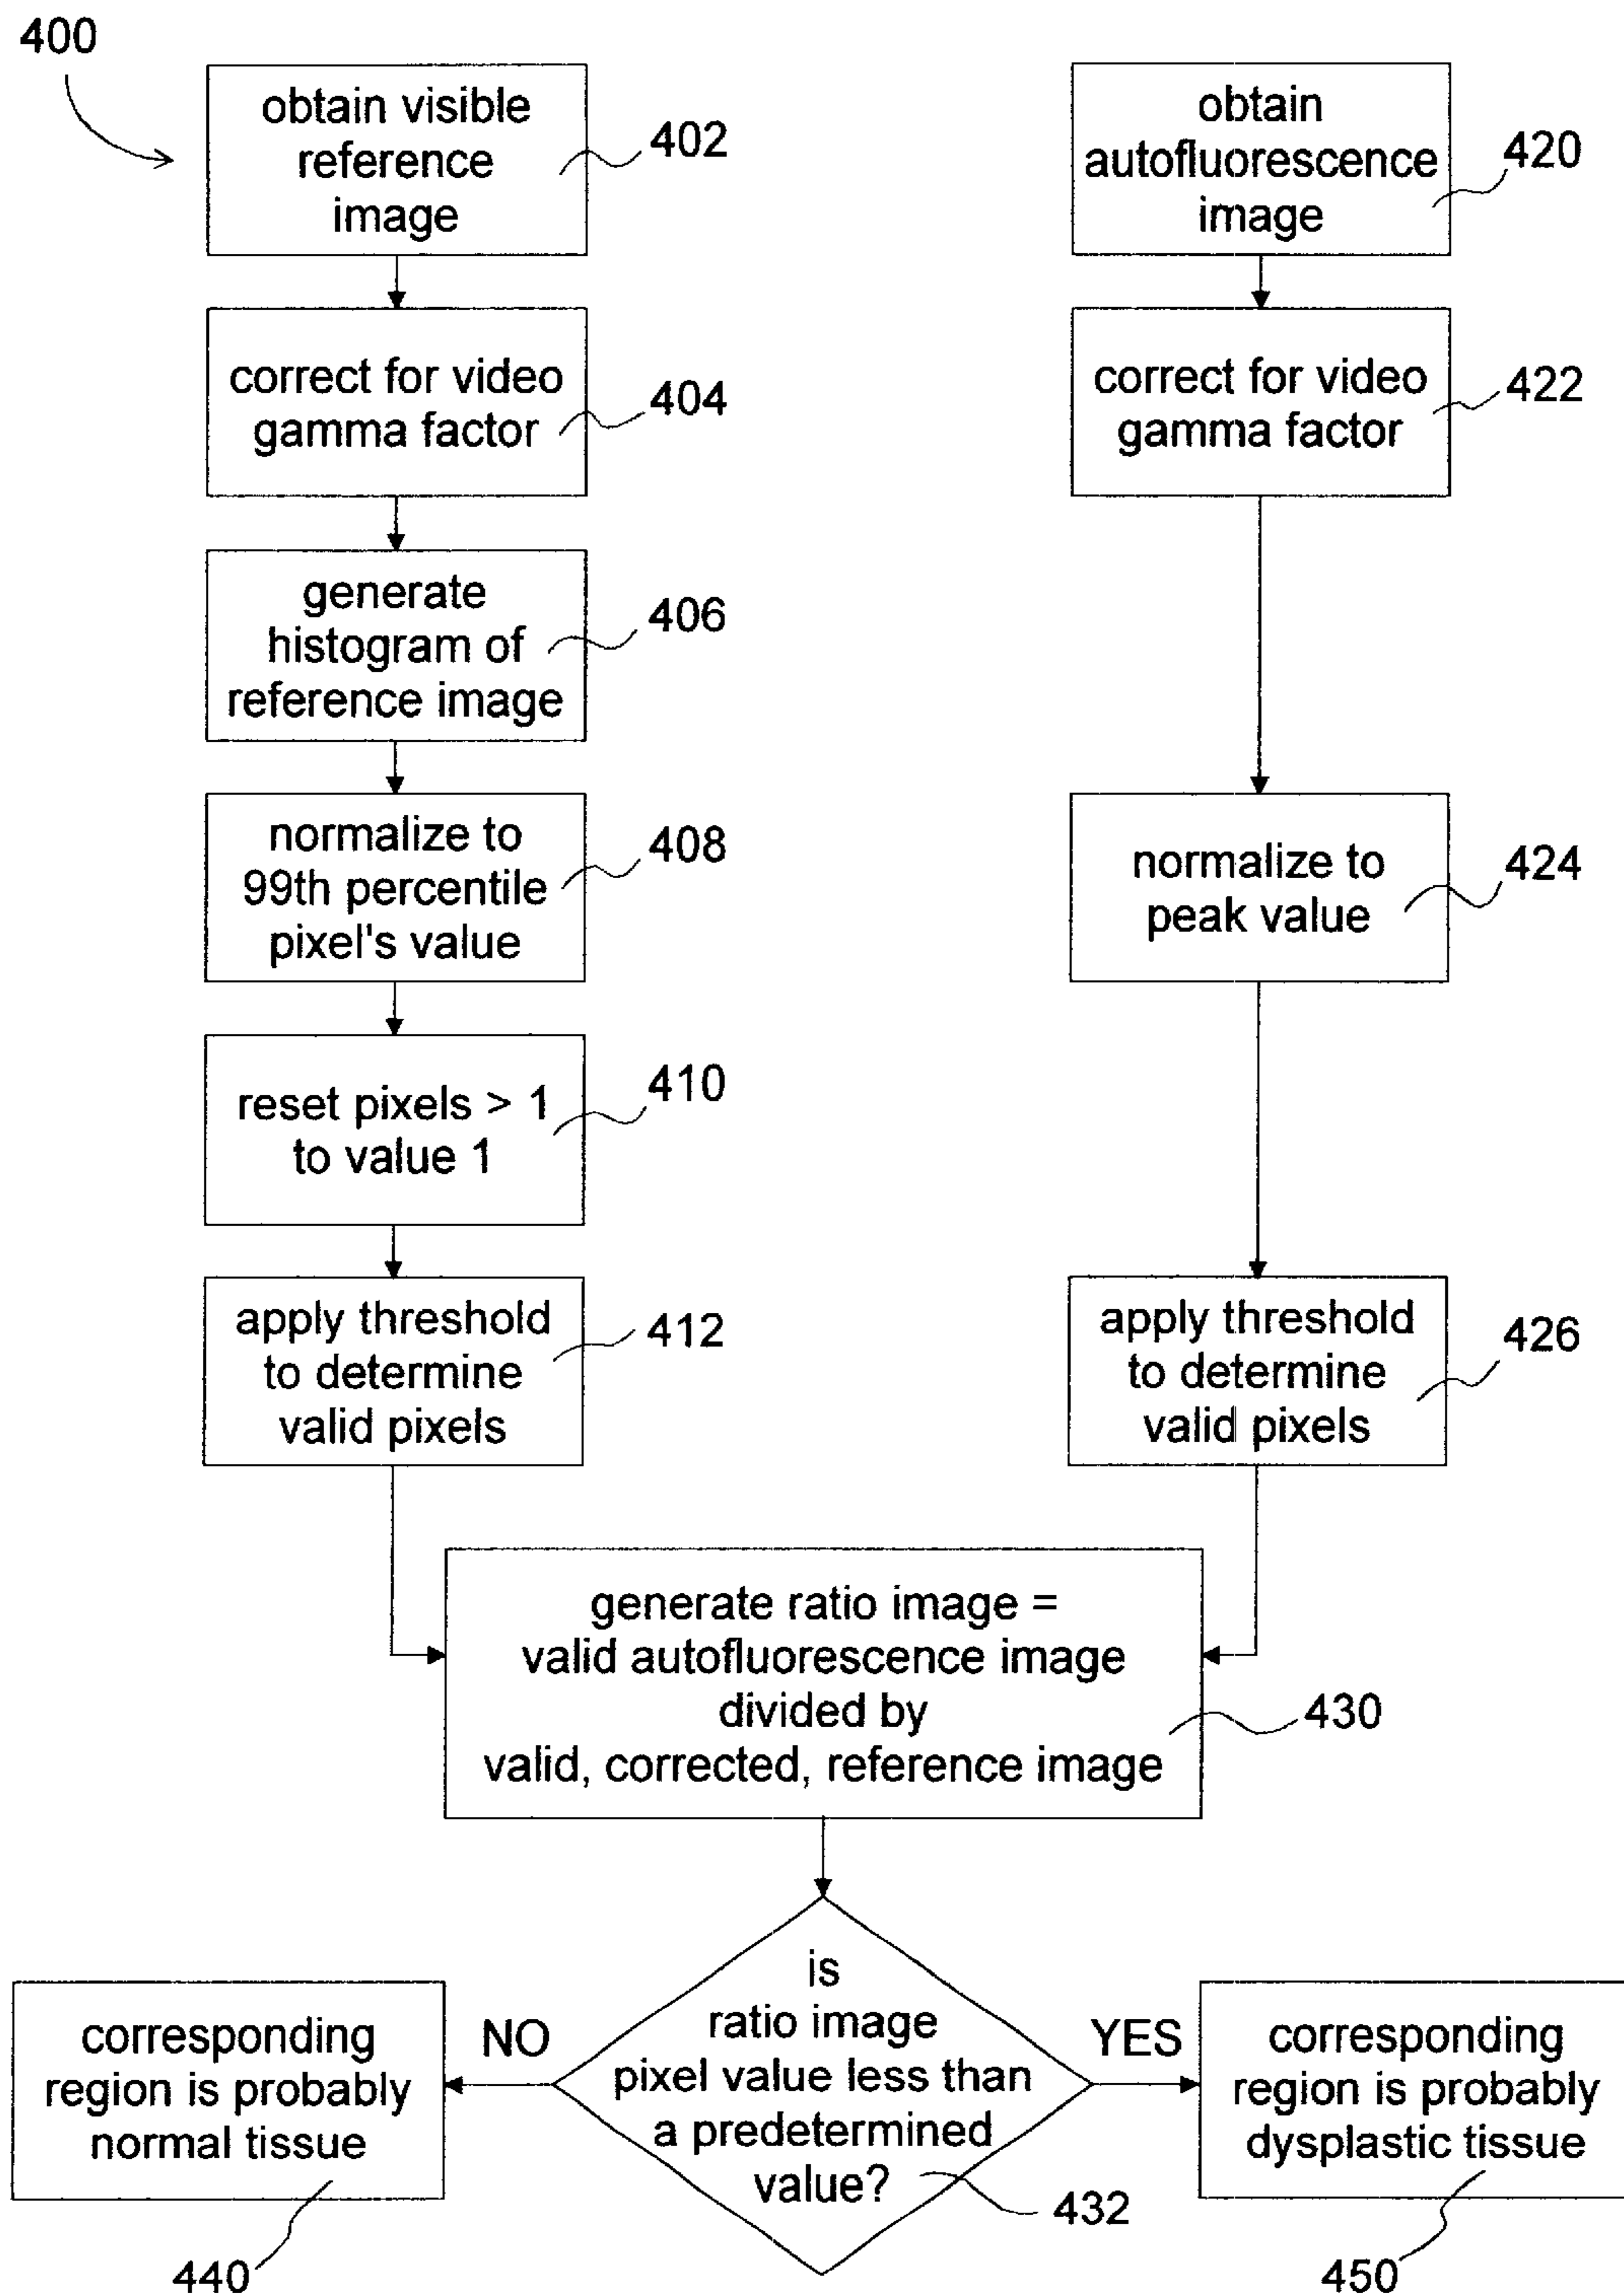 400
obtain visible
reference
image
402
correct for video
gamma factor
404
generate
histogram of
reference image
406
normalize to
99th percentile
pixel's value
408
reset pixels > 1
to value 1
410
apply threshold
to determine
valid pixels
412
obtain
autofluorescence
image
420
correct for video
gamma factor
422
normalize to
peak value
424
apply threshold
to determine
valid pixels
426
generate ratio image =
valid autofluorescence image
divided by
valid, corrected, reference image
430
is
ratio image
pixel value less than
a predetermined
value?
432
NO
corresponding
region is probably
normal tissue
440
YES
corresponding
region is probably
dysplastic tissue
450